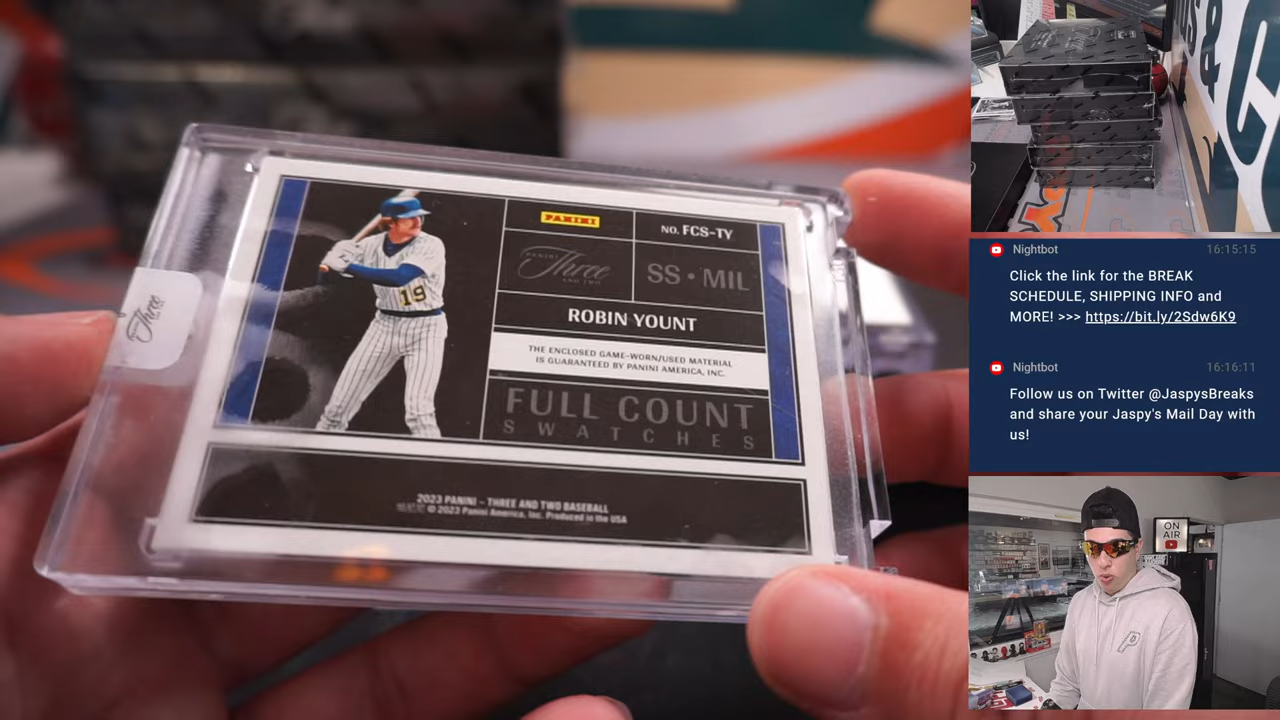 PANINI
NO. FCS-TY
PANINI
Three
AND TWO
SS • MIL
19
ROBIN YOUNT
THE ENCLOSED GAME-WORN/USED MATERIAL
IS GUARANTEED BY PANINI AMERICA, INC.
FULL COUNT
SWATCHES
2023 PANINI – THREE AND TWO BASEBALL
© 2023 Panini America, Inc. Produced in the USA
Three
&
Nightbot
16:15:15
Click the link for the BREAK
SCHEDULE, SHIPPING INFO and
MORE! >>> https://bit.ly/2Sdw6K9
Nightbot
16:16:11
Follow us on Twitter @JaspysBreaks
and share your Jaspy's Mail Day with
us!
ON
AIR